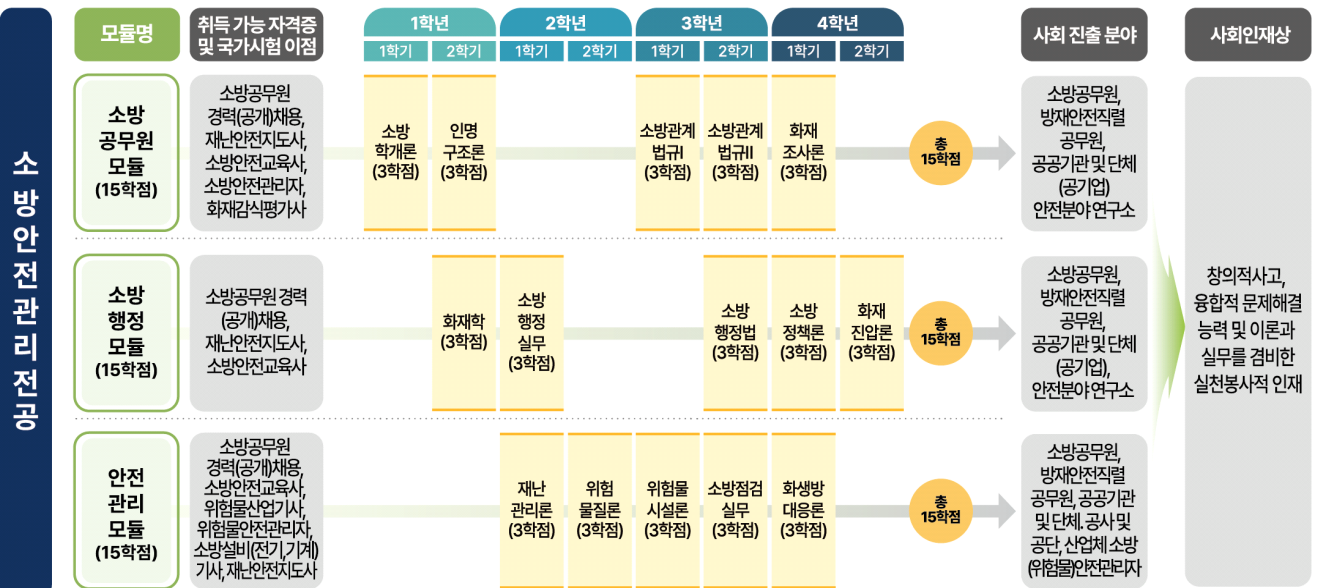 소방안전관리전공
모듈명
취득 가능 자격증
및 국가시험 이점
1학년
2학년
3학년
4학년
1학기
2학기
1학기
2학기
1학기
2학기
1학기
2학기
사회 진출 분야
사회인재상
소방
공무원
모듈
(15학점)
소방공무원
경력(공개)채용,
재난안전지도사,
소방안전교육사,
소방안전관리자,
화재감식평가사
소방
학개론
(3학점)
인명
구조론
(3학점)
소방관계
법규I
(3학점)
소방관계
법규II
(3학점)
화재
조사론
(3학점)
총
15학점
소방공무원,
방재안전직렬
공무원,
공공기관 및 단체
(공기업)
안전분야 연구소
소방
행정
모듈
(15학점)
소방공무원 경력
(공개)채용,
재난안전지도사,
소방안전교육사
화재학
(3학점)
소방
행정
실무
(3학점)
소방
행정법
(3학점)
소방
정책론
(3학점)
화재
진압론
(3학점)
총
15학점
소방공무원,
방재안전직렬
공무원,
공공기관 및 단체
(공기업),
안전분야 연구소
창의적사고,
융합적 문제해결
능력 및 이론과
실무를 겸비한
실천봉사적 인재
안전
관리
모듈
(15학점)
소방공무원
경력(공개)채용,
소방안전교육사,
위험물산업기사,
위험물안전관리자,
소방설비(전기,기계)
기사, 재난안전지도사
재난
관리론
(3학점)
위험
물질론
(3학점)
위험물
시설론
(3학점)
소방점검
실무
(3학점)
화생방
대응론
(3학점)
총
15학점
소방공무원,
방재안전직렬
공무원, 공공기관
및 단체. 공사 및
공단, 산업체 소방
(위험물)안전관리자